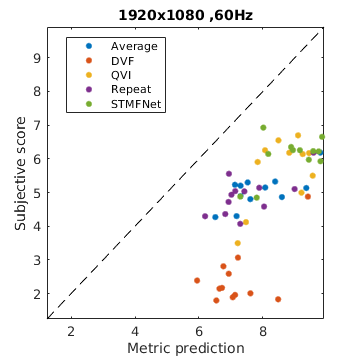 1920x1080 ,60Hz
Average
DVF
QVI
Repeat
STMFNet
Subjective score
9
8
7
6
5
4
3
2
2
4
6
8
Metric prediction